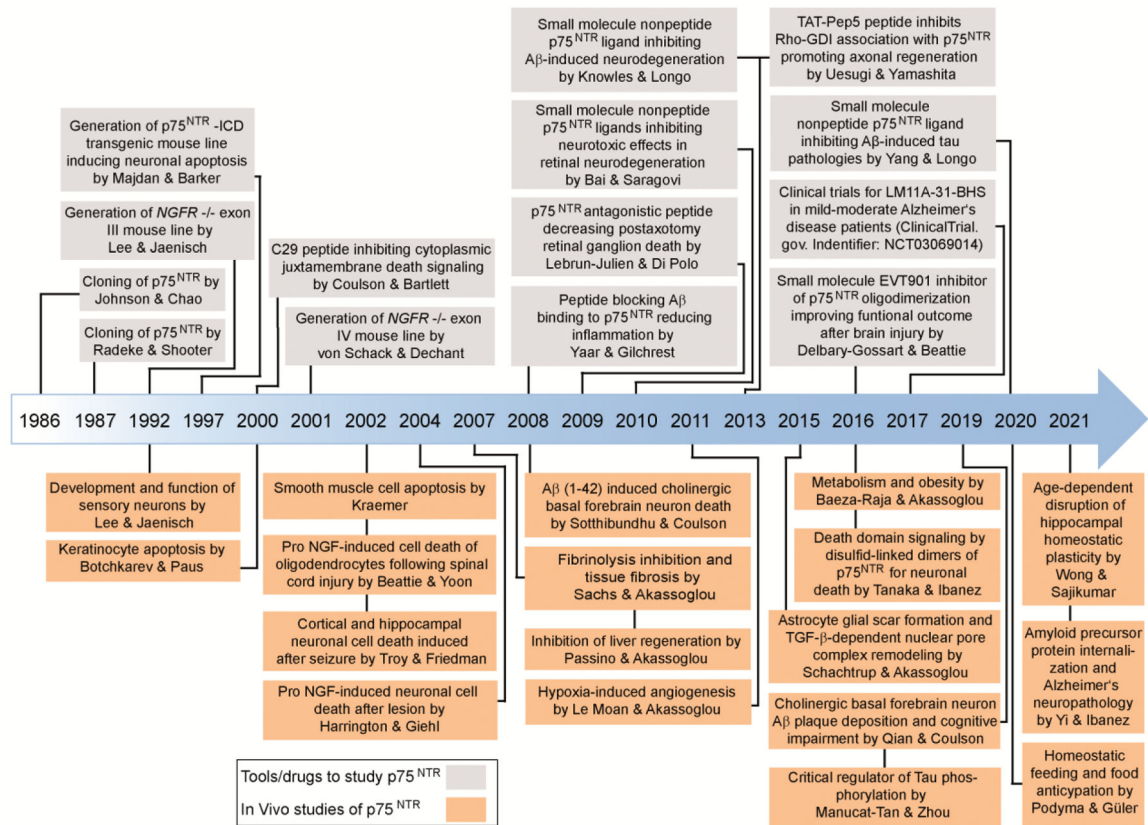 Generation of p75NTR -ICD
transgenic mouse line
inducing neuronal apoptosis
by Majdan & Barker
Generation of NGFR -/- exon
III mouse line by
Lee & Jaenisch
Cloning of p75NTR by
Johnson & Chao
Cloning of p75NTR by
Radeke & Shooter
C29 peptide inhibiting cytoplasmic
juxtamembrane death signaling
by Coulson & Bartlett
Generation of NGFR -/- exon
IV mouse line by
von Schack & Dechant
Small molecule nonpeptide
p75NTR ligand inhibiting
Aβ-induced neurodegeneration
by Knowles & Longo
Small molecule nonpeptide
p75NTR ligands inhibiting
neurotoxic effects in
retinal neurodegeneration
by Bai & Saragovi
p75NTR antagonistic peptide
decreasing postaxotomy
retinal ganglion death by
Lebrun-Julien & Di Polo
Peptide blocking Aβ
binding to p75NTR reducing
inflammation by
Yaar & Gilchrest
TAT-Pep5 peptide inhibits
Rho-GDI association with p75NTR
promoting axonal regeneration
by Uesugi & Yamashita
Small molecule
nonpeptide p75NTR ligand
inhibiting Aβ-induced tau
pathologies by Yang & Longo
Clinical trials for LM11A-31-BHS
in mild-moderate Alzheimer's
disease patients (ClinicalTrial.
gov. Indentifier: NCT03069014)
Small molecule EVT901 inhibitor
of p75NTR oligodimerization
improving funtional outcome
after brain injury by
Delbary-Gossart & Beattie
1986 1987 1992 1997 2000 2001 2002 2004 2007 2008 2009 2010 2011 2013 2015 2016 2017 2019 2020 2021
Development and function of
sensory neurons by
Lee & Jaenisch
Keratinocyte apoptosis by
Botchkarev & Paus
Smooth muscle cell apoptosis by
Kraemer
Pro NGF-induced cell death of
oligodendrocytes following spinal
cord injury by Beattie & Yoon
Cortical and hippocampal
neuronal cell death induced
after seizure by Troy & Friedman
Pro NGF-induced neuronal cell
death after lesion by
Harrington & Giehl
Aβ (1-42) induced cholinergic
basal forebrain neuron death
by Sotthibundhu & Coulson
Fibrinolysis inhibition and
tissue fibrosis by
Sachs & Akassoglou
Inhibition of liver regeneration by
Passino & Akassoglou
Hypoxia-induced angiogenesis
by Le Moan & Akassoglou
Metabolism and obesity by
Baeza-Raja & Akassoglou
Death domain signaling by
disulfid-linked dimers of
p75NTR for neuronal
death by Tanaka & Ibanez
Astrocyte glial scar formation and
TGF-β-dependent nuclear pore
complex remodeling by
Schachtrup & Akassoglou
Cholinergic basal forebrain neuron
Aβ plaque deposition and cognitive
impairment by Qian & Coulson
Critical regulator of Tau phos-
phorylation by
Manucat-Tan & Zhou
Age-dependent
disruption of
hippocampal
homeostatic
plasticity by
Wong &
Sajikumar
Amyloid precursor
protein internali-
zation and
Alzheimer's
neuropathology
by Yi & Ibanez
Homeostatic
feeding and food
anticypation by
Podyma & Güler
Tools/drugs to study p75 NTR
In Vivo studies of p75 NTR